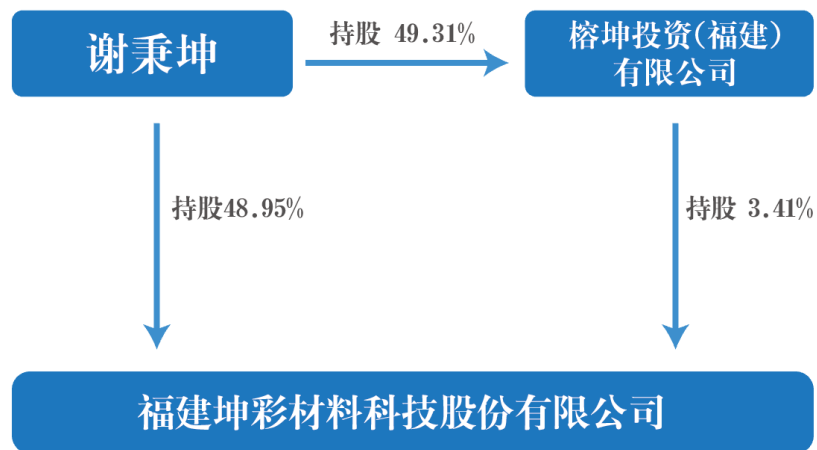 谢秉坤
持股 49.31%
榕坤投资(福建)
有限公司
持股48.95%
持股 3.41%
福建坤彩材料科技股份有限公司